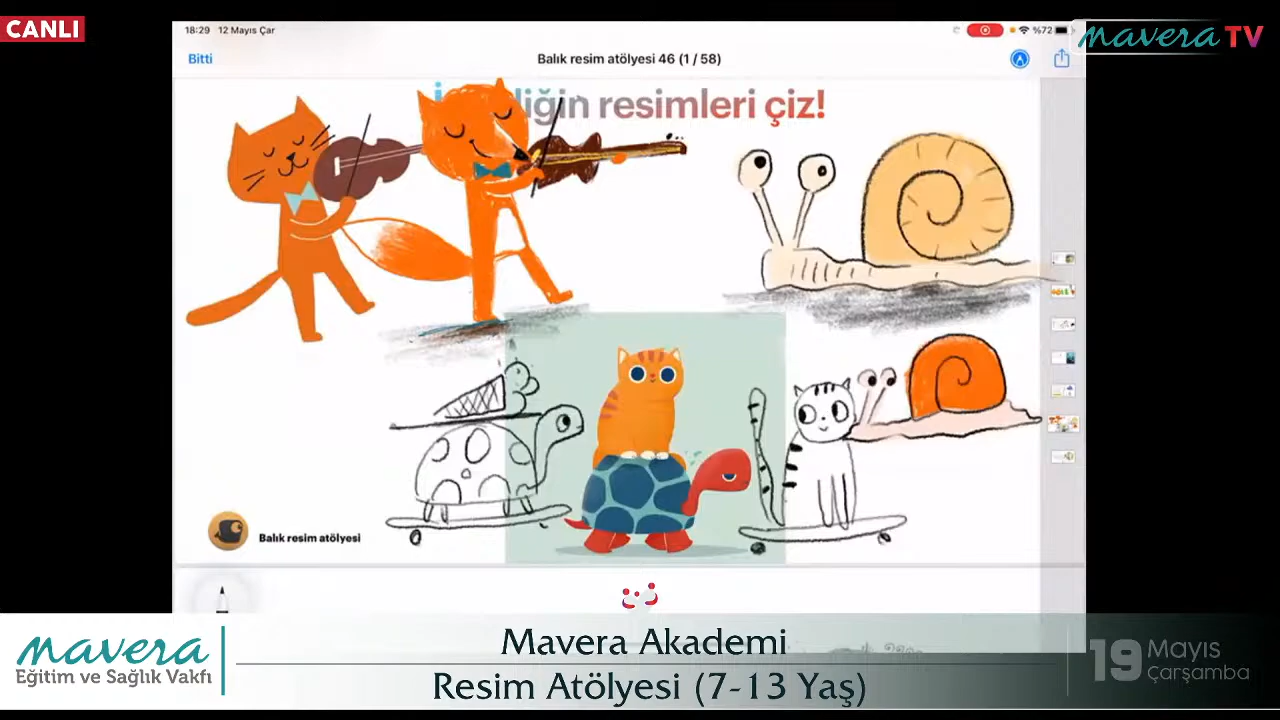 CANLI
18:29 12 Mayıs Çar
%72
mavera TV
Bitti
Balık resim atölyesi 46 (1 / 58)
resimleri çiz!
Balık resim atölyesi
mavera
Eğitim ve Sağlık Vakfı
Mavera Akademi
Resim Atölyesi (7-13 Yaş)
19 Mayıs
Çarşamba